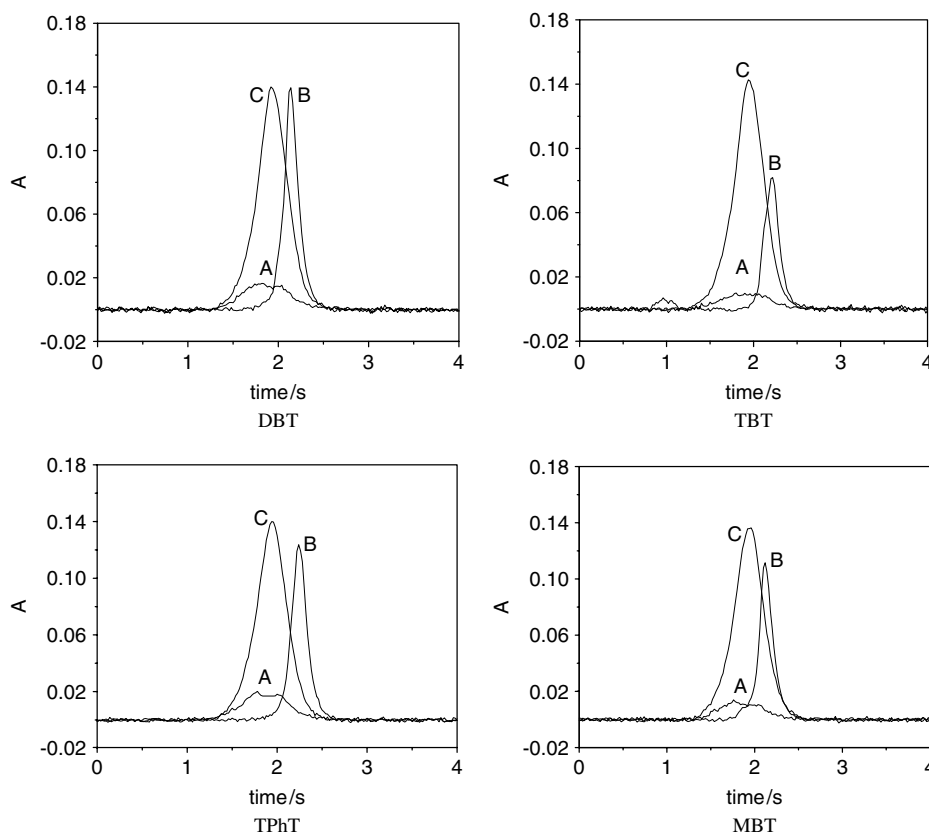 0.18
0.14
0.10
0.06
0.02
-0.02
A
C
B
A
0 1 2 3 4
time/s
DBT
0.18
0.14
0.10
0.06
0.02
-0.02
A
C
B
A
0 1 2 3 4
time/s
TBT
0.18
0.14
0.10
0.06
0.02
-0.02
A
C
B
A
0 1 2 3 4
time/s
TPhT
0.18
0.14
0.10
0.06
0.02
-0.02
A
C
B
A
0 1 2 3 4
time/s
MBT